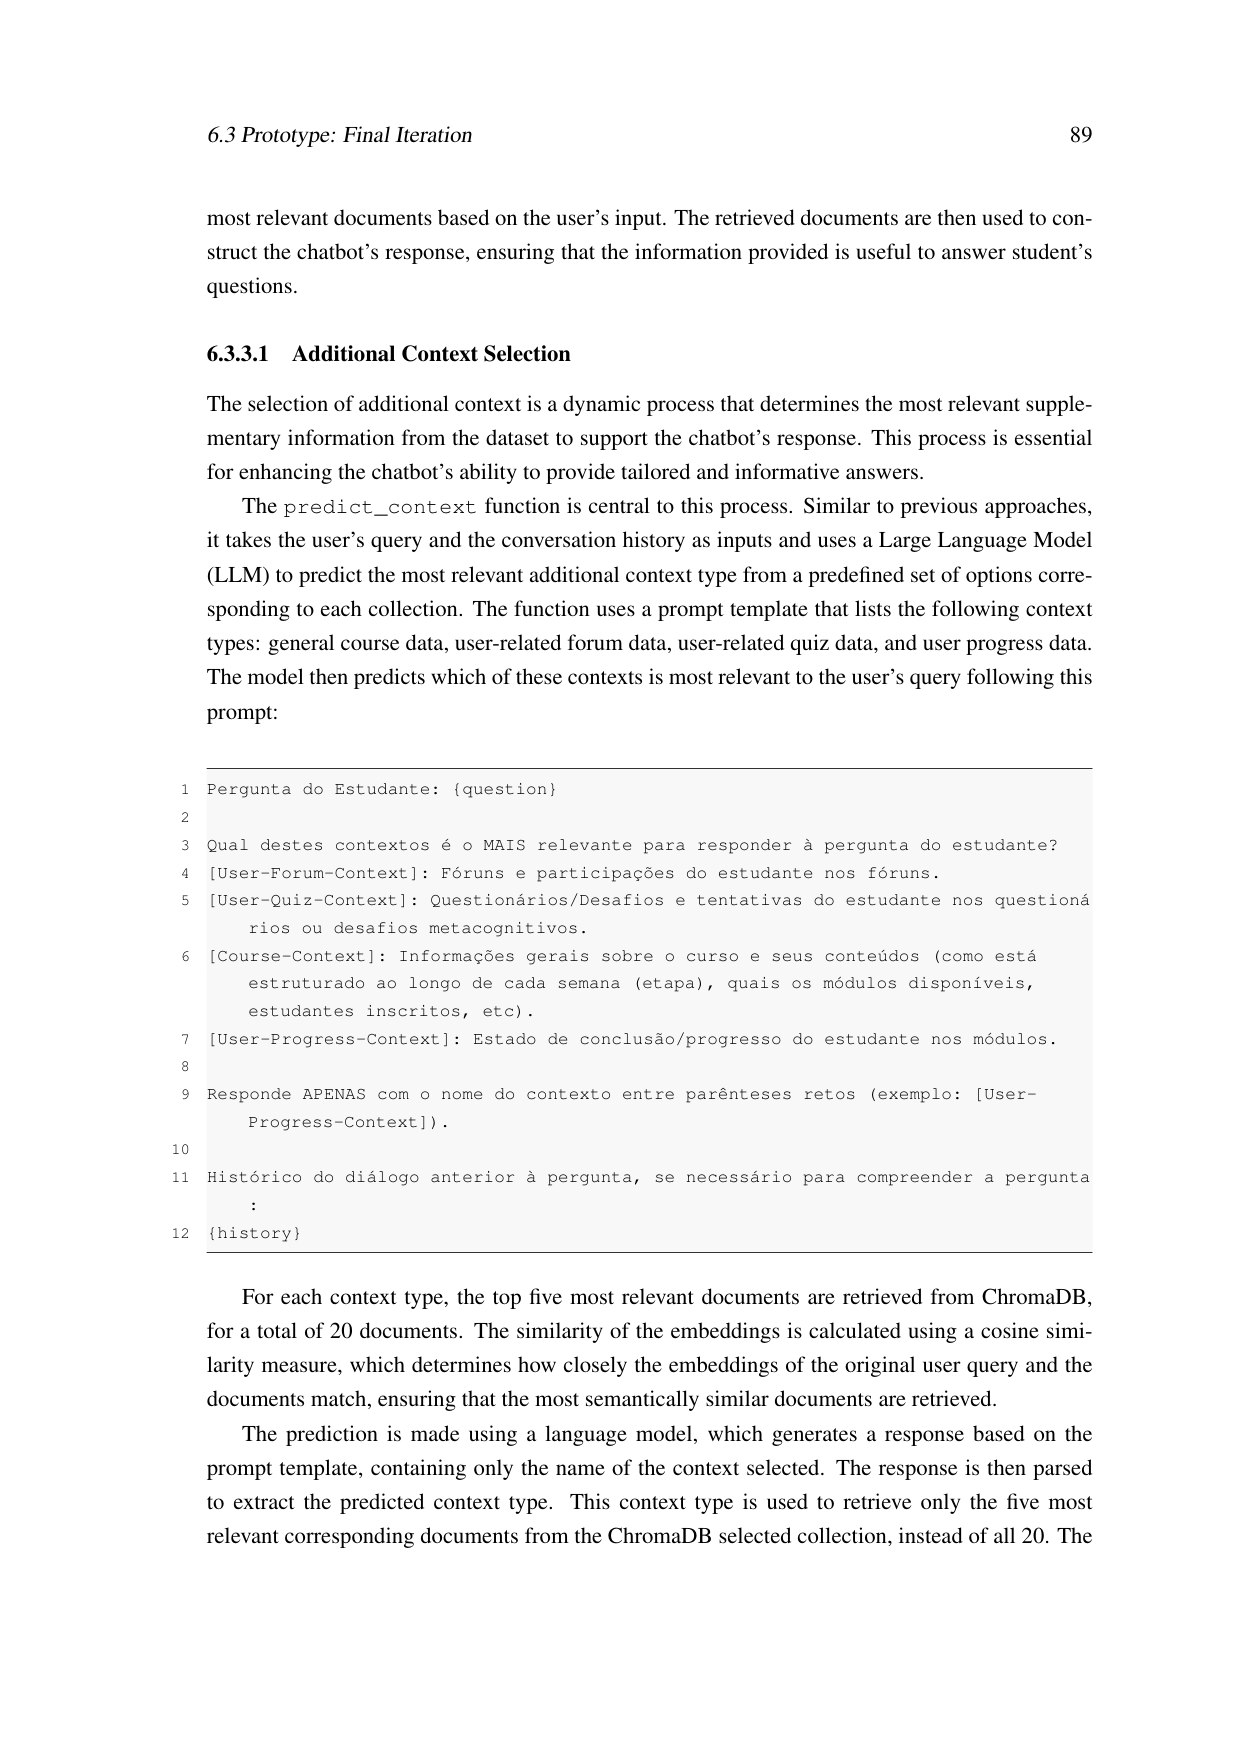 6.3 Prototype: Final Iteration 89
most relevant documents based on the user's input. The retrieved documents are then used to con-
struct the chatbot's response, ensuring that the information provided is useful to answer student's
questions.
6.3.3.1 Additional Context Selection
The selection of additional context is a dynamic process that determines the most relevant supple-
mentary information from the dataset to support the chatbot's response. This process is essential
for enhancing the chatbot's ability to provide tailored and informative answers.
The predict_context function is central to this process. Similar to previous approaches,
it takes the user's query and the conversation history as inputs and uses a Large Language Model
(LLM) to predict the most relevant additional context type from a predefined set of options corre-
sponding to each collection. The function uses a prompt template that lists the following context
types: general course data, user-related forum data, user-related quiz data, and user progress data.
The model then predicts which of these contexts is most relevant to the user's query following this
prompt:
1 Pergunta do Estudante: {question}
2
3 Qual destes contextos é o MAIS relevante para responder à pergunta do estudante?
4 [User-Forum-Context]: Fóruns e participações do estudante nos fóruns.
5 [User-Quiz-Context]: Questionários/Desafios e tentativas do estudante nos questioná
rios ou desafios metacognitivos.
6 [Course-Context]: Informações gerais sobre o curso e seus conteúdos (como está
estruturado ao longo de cada semana (etapa), quais os módulos disponíveis,
estudantes inscritos, etc).
7 [User-Progress-Context]: Estado de conclusão/progresso do estudante nos módulos.
8
9 Responde APENAS com o nome do contexto entre parênteses retos (exemplo: [User-
Progress-Context]).
10
11 Histórico do diálogo anterior à pergunta, se necessário para compreender a pergunta
:
12 {history}
For each context type, the top five most relevant documents are retrieved from ChromaDB,
for a total of 20 documents. The similarity of the embeddings is calculated using a cosine simi-
larity measure, which determines how closely the embeddings of the original user query and the
documents match, ensuring that the most semantically similar documents are retrieved.
The prediction is made using a language model, which generates a response based on the
prompt template, containing only the name of the context selected. The response is then parsed
to extract the predicted context type. This context type is used to retrieve only the five most
relevant corresponding documents from the ChromaDB selected collection, instead of all 20. The